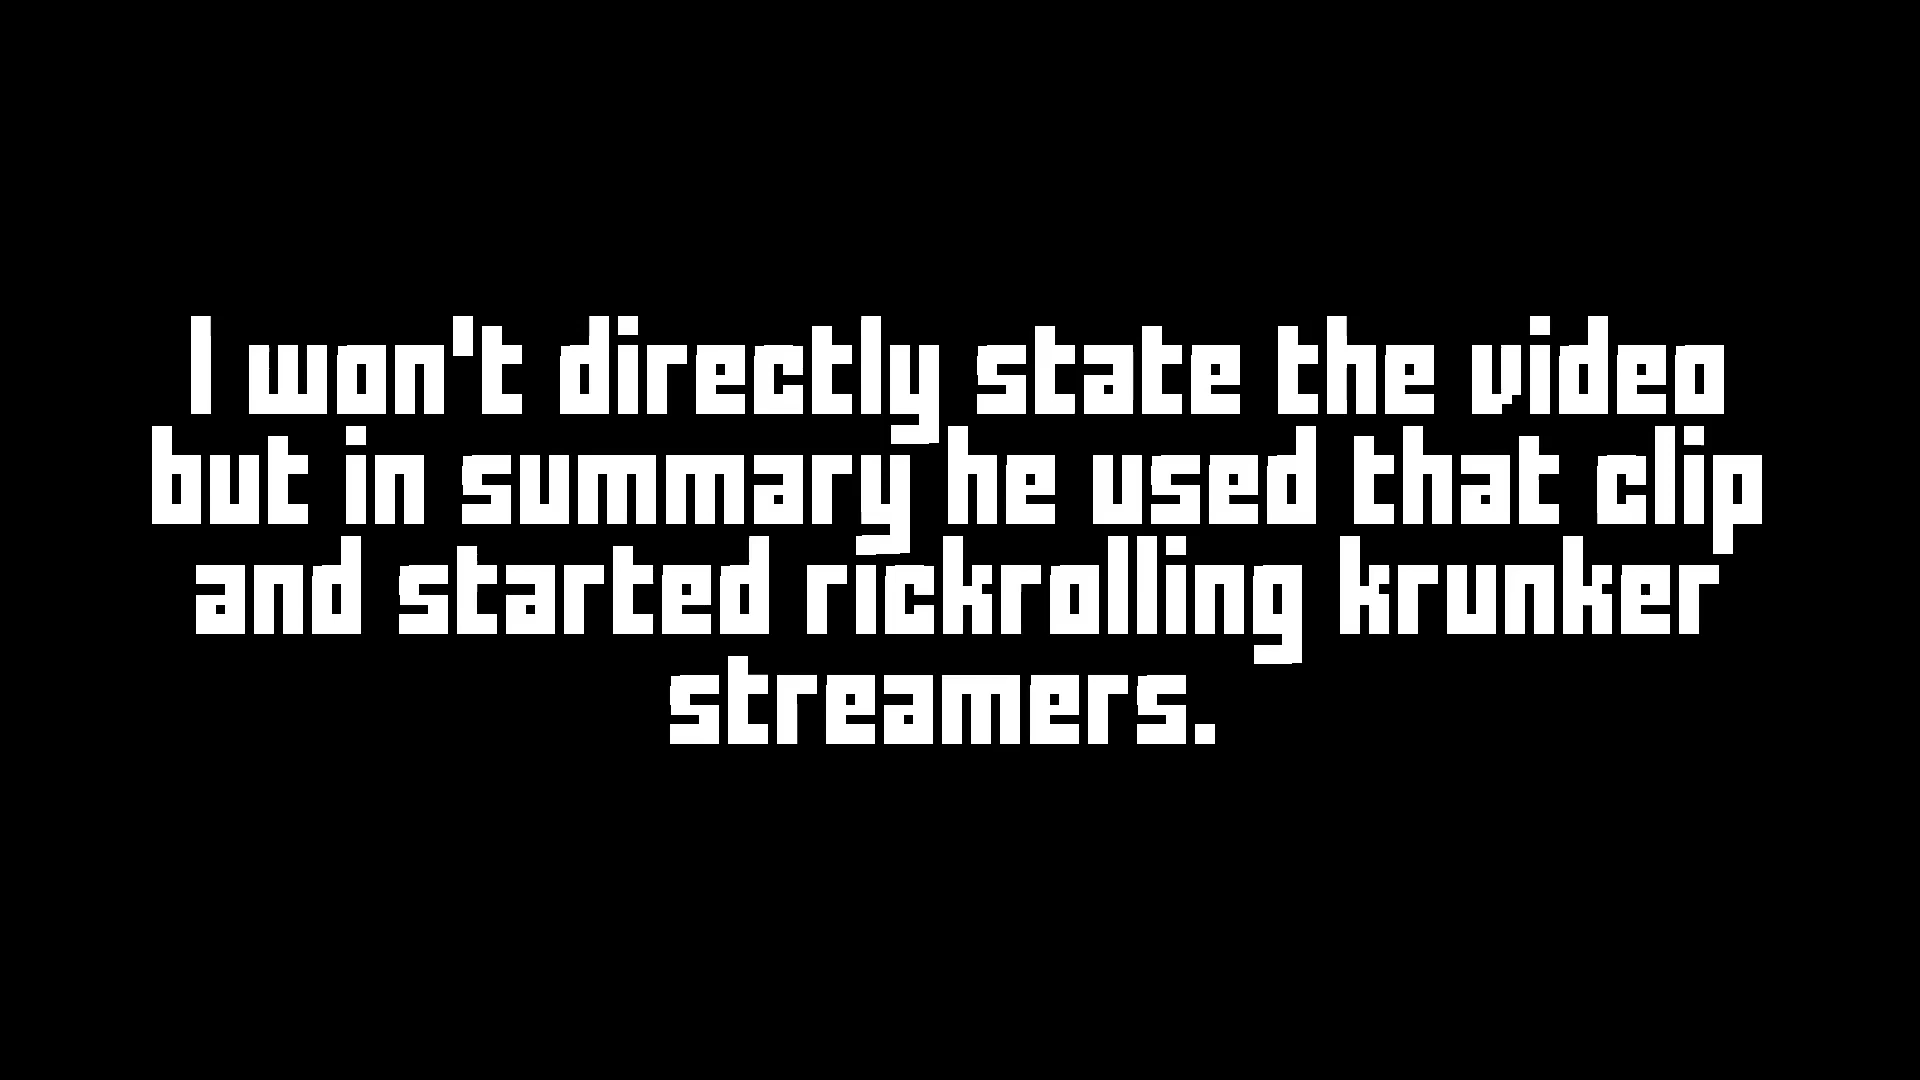 I won't directly state the video
but in summary he used that clip
and started rickrolling krunker
streamers.